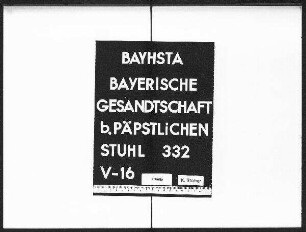 BAYHSTA
BAYERISCHE
GESANDTSCHAFT
b. PÄPSTLiCHEN
STUHL 332
V-16